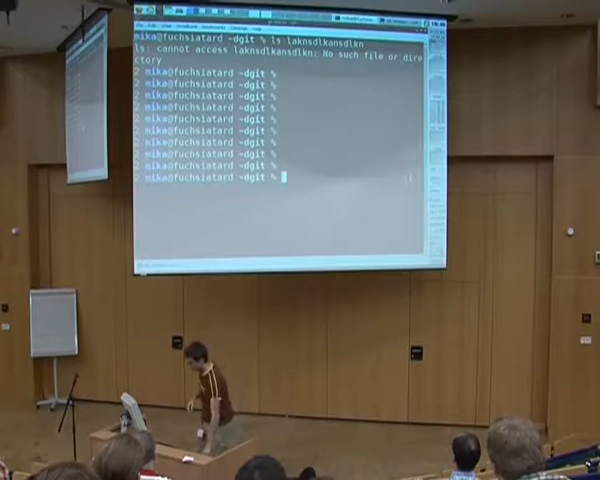 mika@fuchsiatard ~dgit % ls laknsdlkansdlkn
ls: cannot access laknsdlkansdlkn: No such file or dire
ctory
2 mika@fuchsiatard ~dgit %
2 mika@fuchsiatard ~dgit %
2 mika@fuchsiatard ~dgit %
2 mika@fuchsiatard ~dgit %
2 mika@fuchsiatard ~dgit %
2 mika@fuchsiatard ~dgit %
2 mika@fuchsiatard ~dgit %
2 mika@fuchsiatard ~dgit %
2 mika@fuchsiatard ~dgit %
2 mika@fuchsiatard ~dgit %